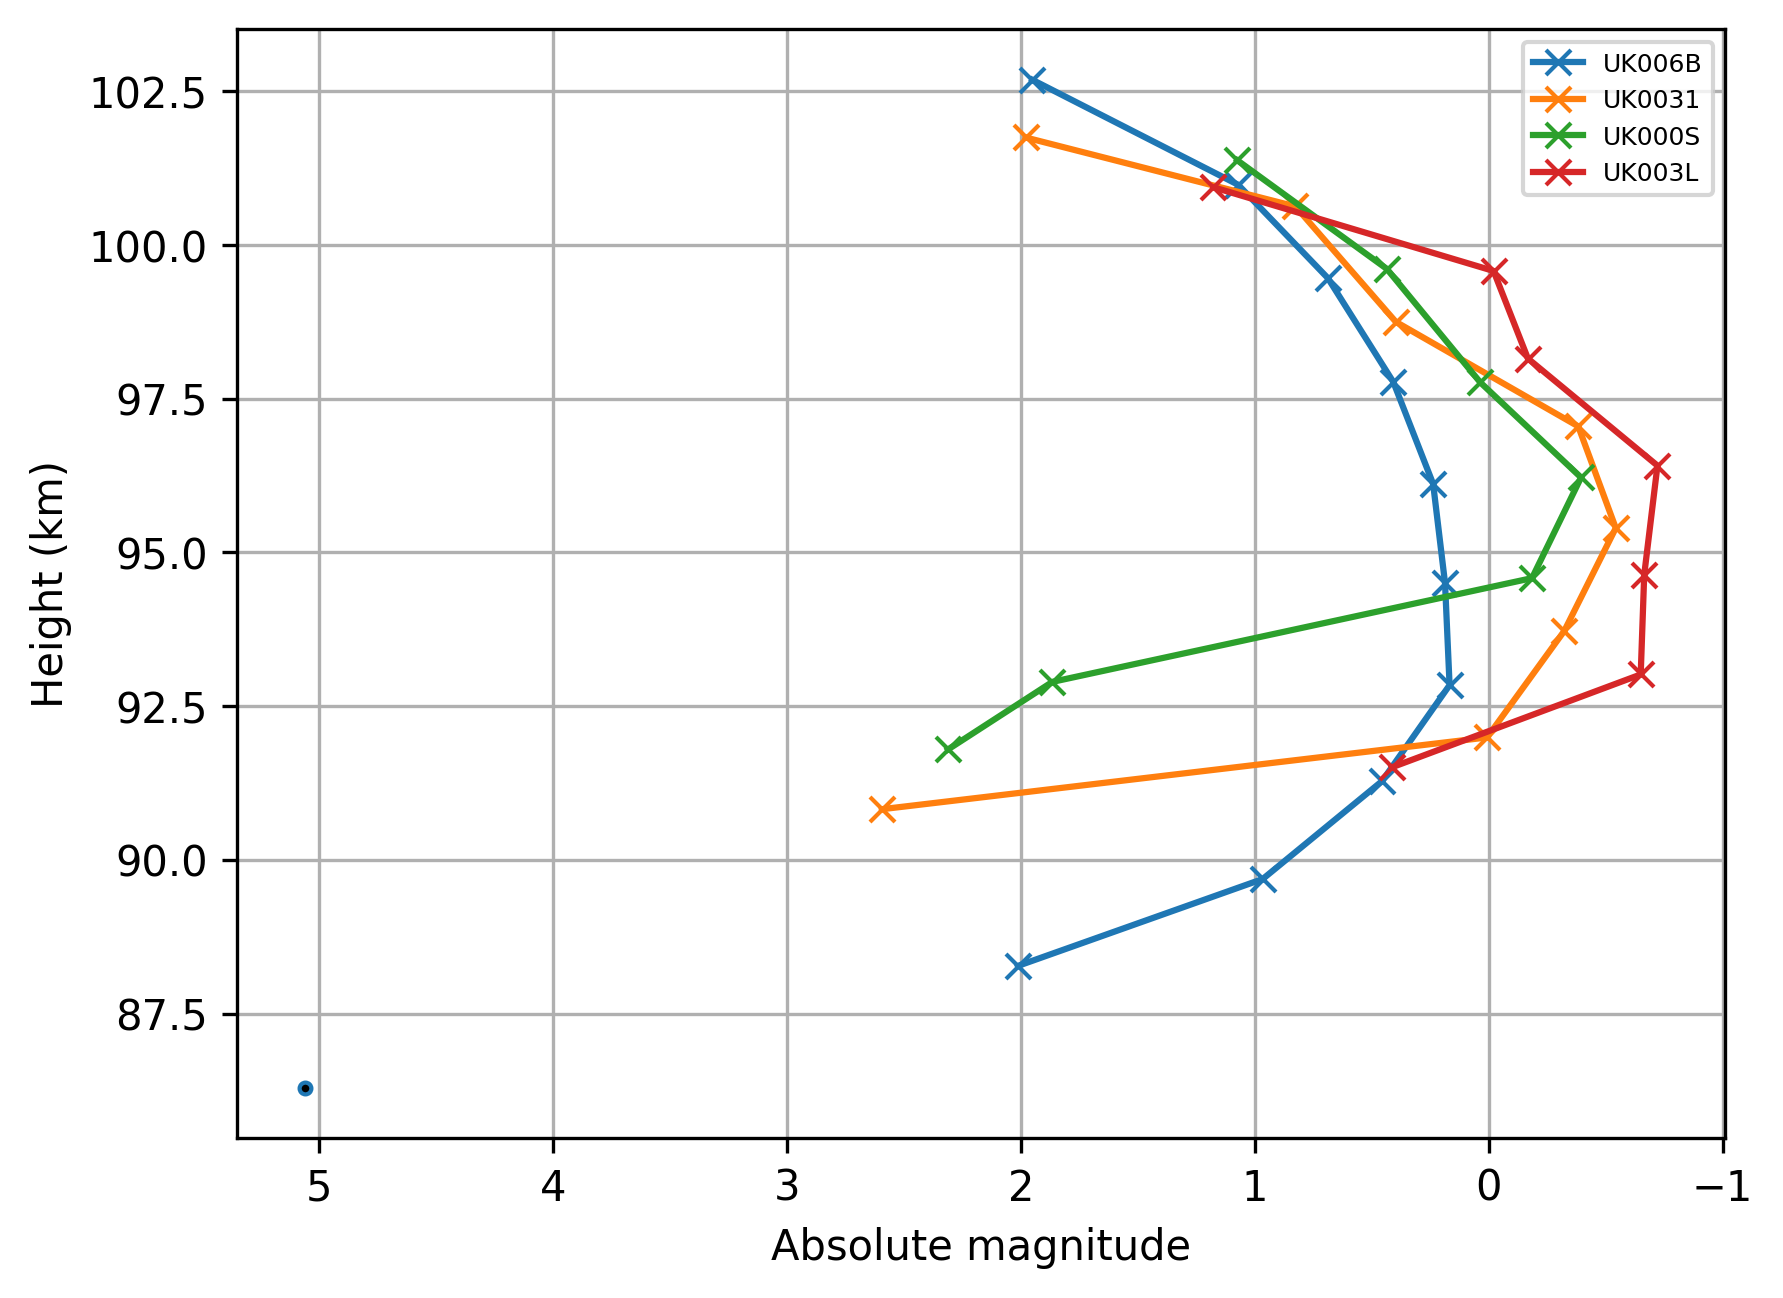 UK006B
UK0031
UK000S
UK003L
102.5
100.0
97.5
95.0
92.5
90.0
87.5
Height (km)
5 4 3 2 1 0 −1
Absolute magnitude